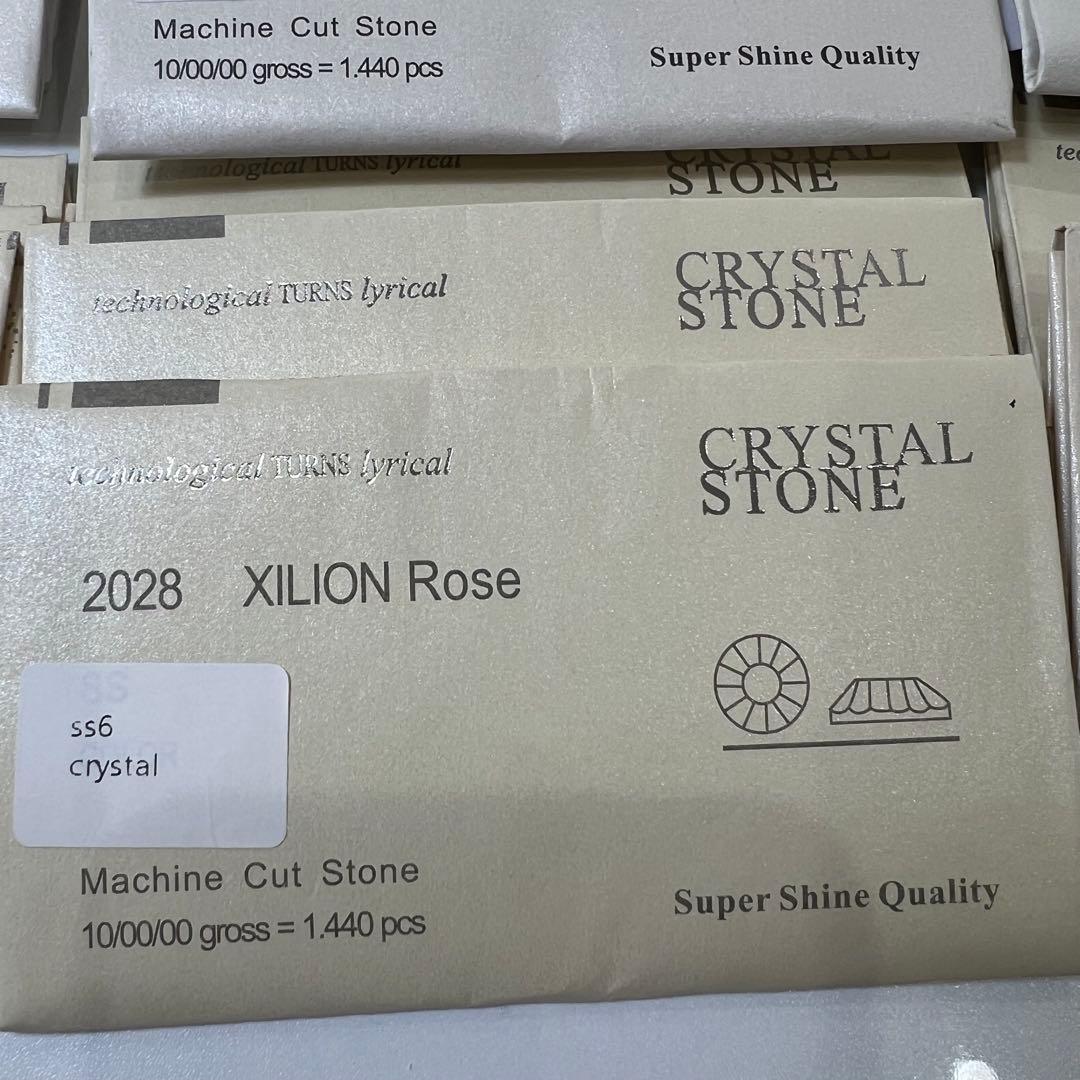 Machine Cut Stone
10/00/00 gross = 1.440 pcs
Super Shine Quality
technological TURNS lyrical
CRYSTAL
STONE
technological TURNS lyrical
CRYSTAL
STONE
technological TURNS lyrical
CRYSTAL
STONE
2028 XILION Rose
ss6
crystal
Machine Cut Stone
10/00/00 gross = 1.440 pcs
Super Shine Quality